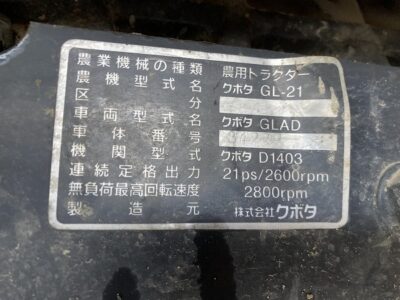 農業機械の種類 農用トラクター
農機型式名 クボタ GL-21
区分
車両型式名 クボタ GLAD
車体番号
機関型式 クボタ D1403
連続定格出力 21ps/2600rpm
無負荷最高回転速度 2800rpm
製造元 株式会社クボタ